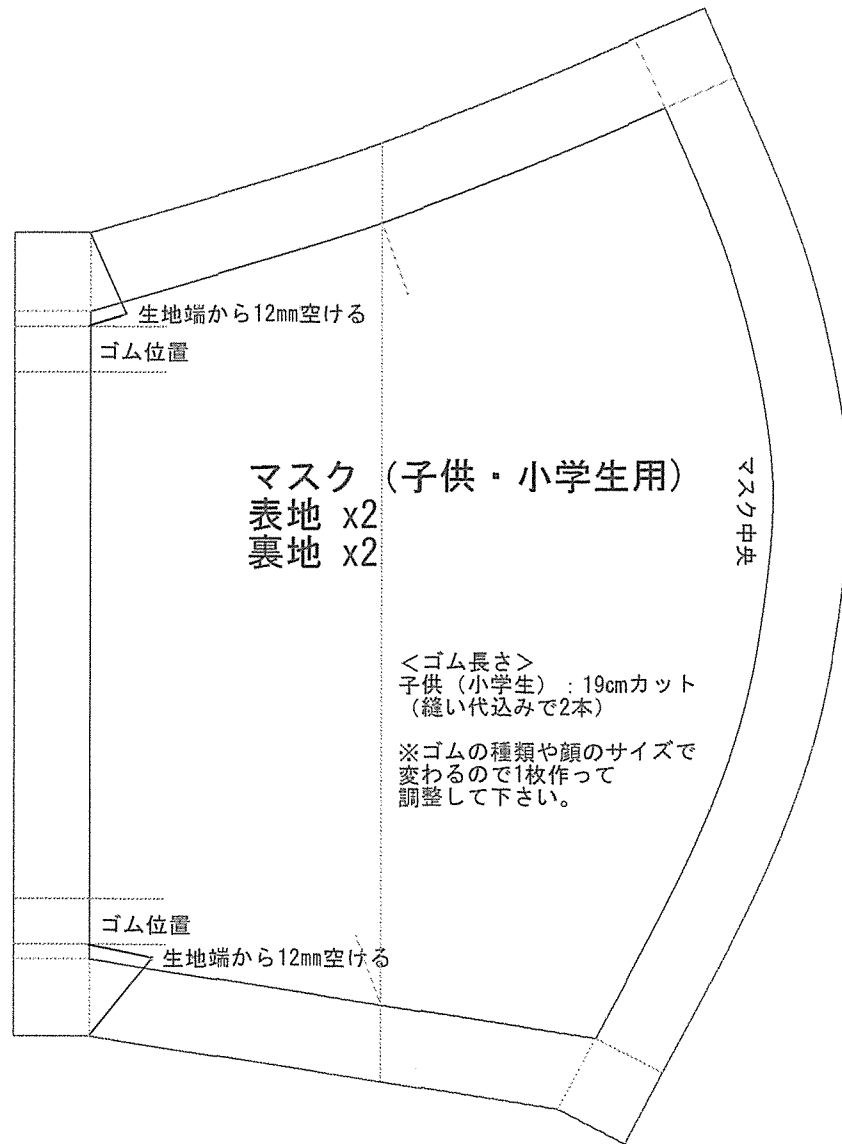 生地端から12mm空ける
ゴム位置
マスク（子供・小学生用）
表地 x2
裏地 x2
マスク中央
＜ゴム長さ＞
子供（小学生）：19cmカット
（縫い代込みで2本）
※ゴムの種類や顔のサイズで
変わるので1枚作って
調整して下さい。
ゴム位置
生地端から12mm空ける